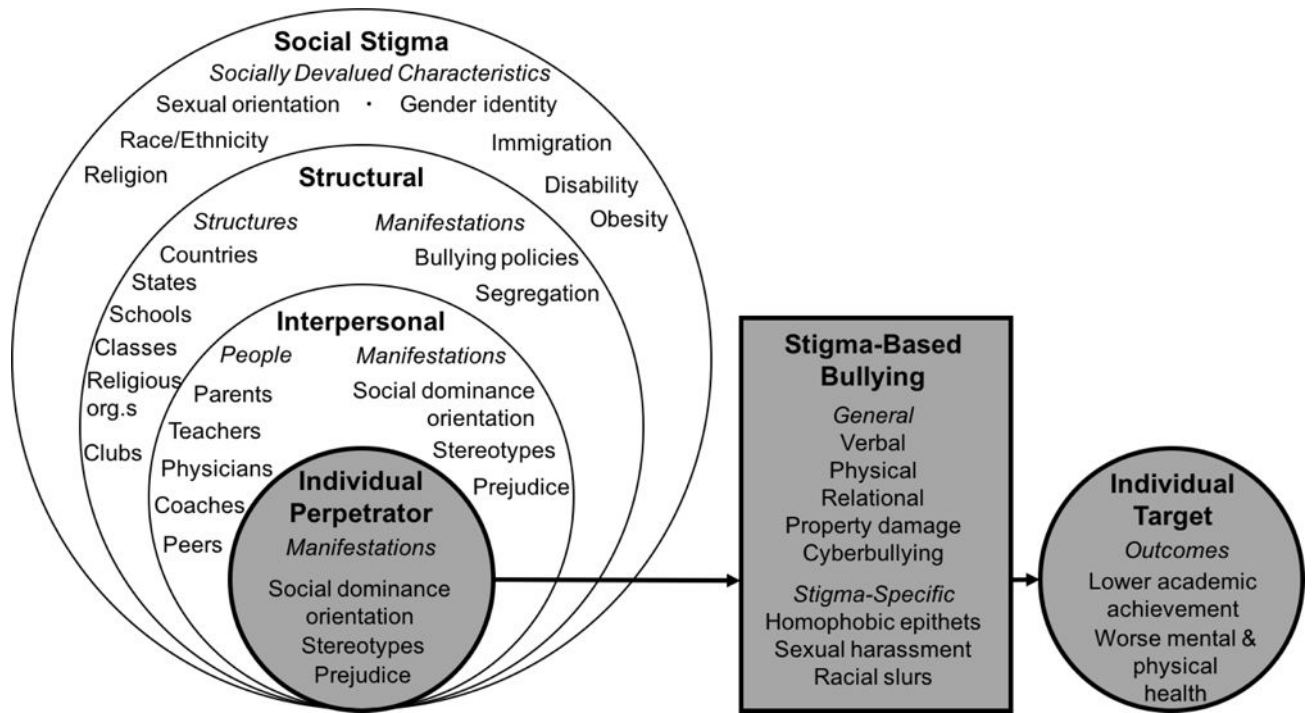 Social Stigma
Socially Devalued Characteristics
Sexual orientation · Gender identity
Race/Ethnicity
Religion
Immigration
Disability
Obesity
Structural
Structures
Countries
States
Schools
Classes
Religious
org.s
Clubs
Manifestations
Bullying policies
Segregation
Interpersonal
People
Parents
Teachers
Physicians
Coaches
Peers
Manifestations
Social dominance
orientation
Stereotypes
Prejudice
Individual
Perpetrator
Manifestations
Social dominance
orientation
Stereotypes
Prejudice
Stigma-Based
Bullying
General
Verbal
Physical
Relational
Property damage
Cyberbullying
Stigma-Specific
Homophobic epithets
Sexual harassment
Racial slurs
Individual
Target
Outcomes
Lower academic
achievement
Worse mental &
physical
health